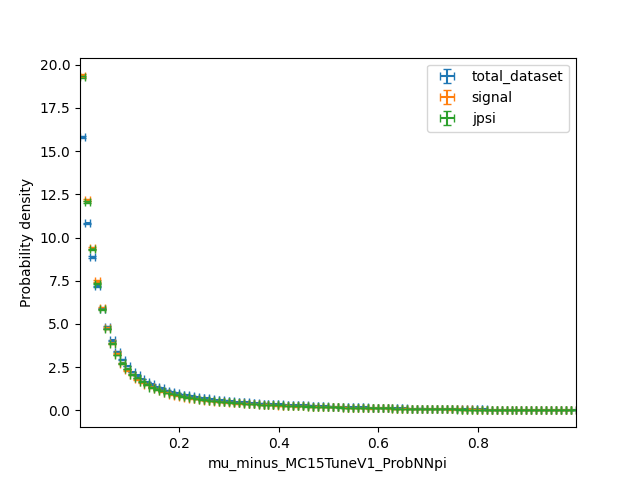 20.0
17.5
15.0
12.5
10.0
7.5
5.0
2.5
0.0
Probability density
0.2
0.4
0.6
0.8
mu_minus_MC15TuneV1_ProbNNpi
total_dataset
signal
jpsi